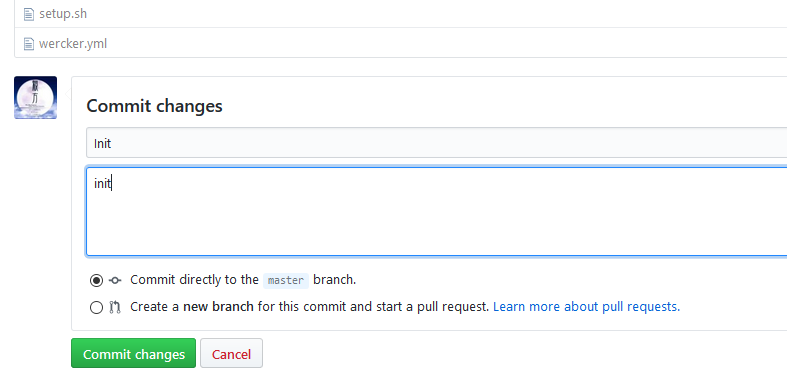 setup.sh
wercker.yml
Commit changes
Init
init
Commit directly to the master branch.
Create a new branch for this commit and start a pull request. Learn more about pull requests.
Commit changes
Cancel